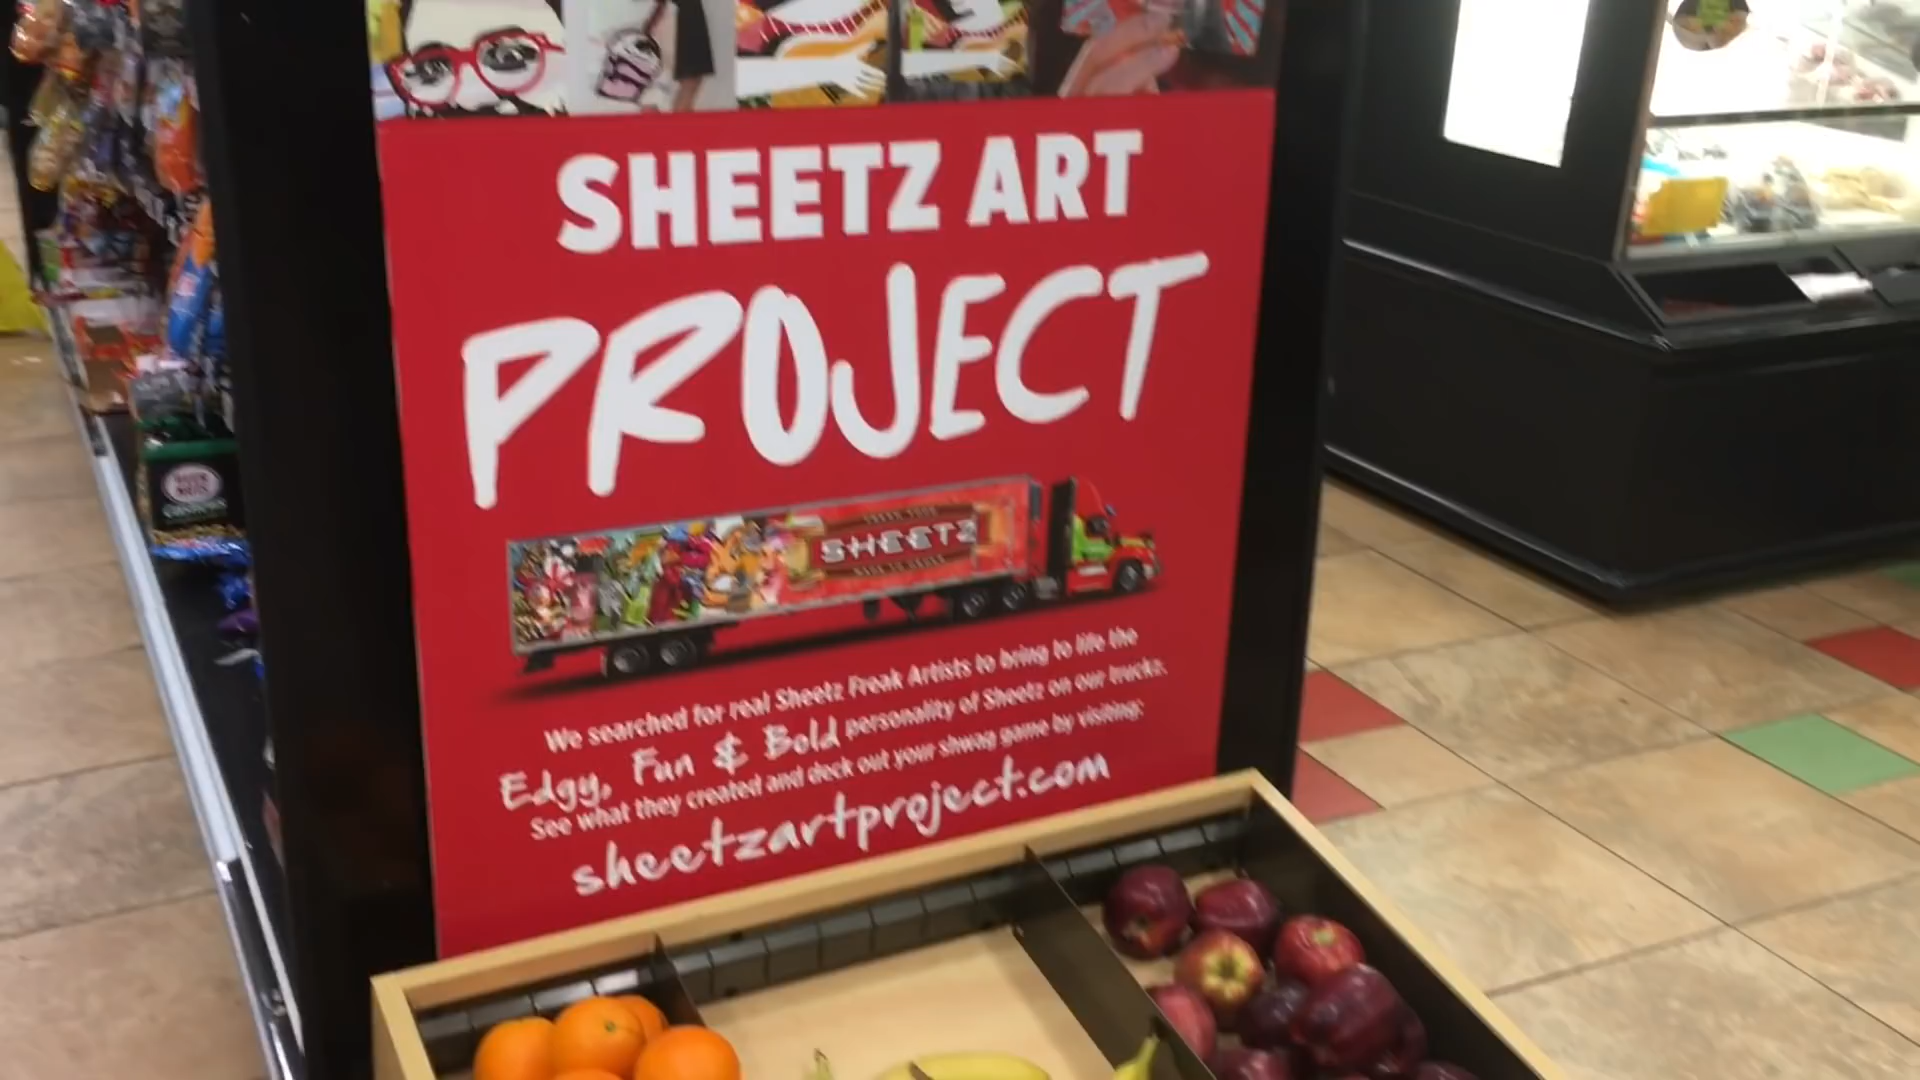 SHEETZ ART
PROJECT
SHEETZ
We searched for real Sheetz Freak Artists to bring to life the
Edgy, Fun & Bold personality of Sheetz on our trucks.
See what they created and deck out your shwag game by visiting:
sheetzartproject.com